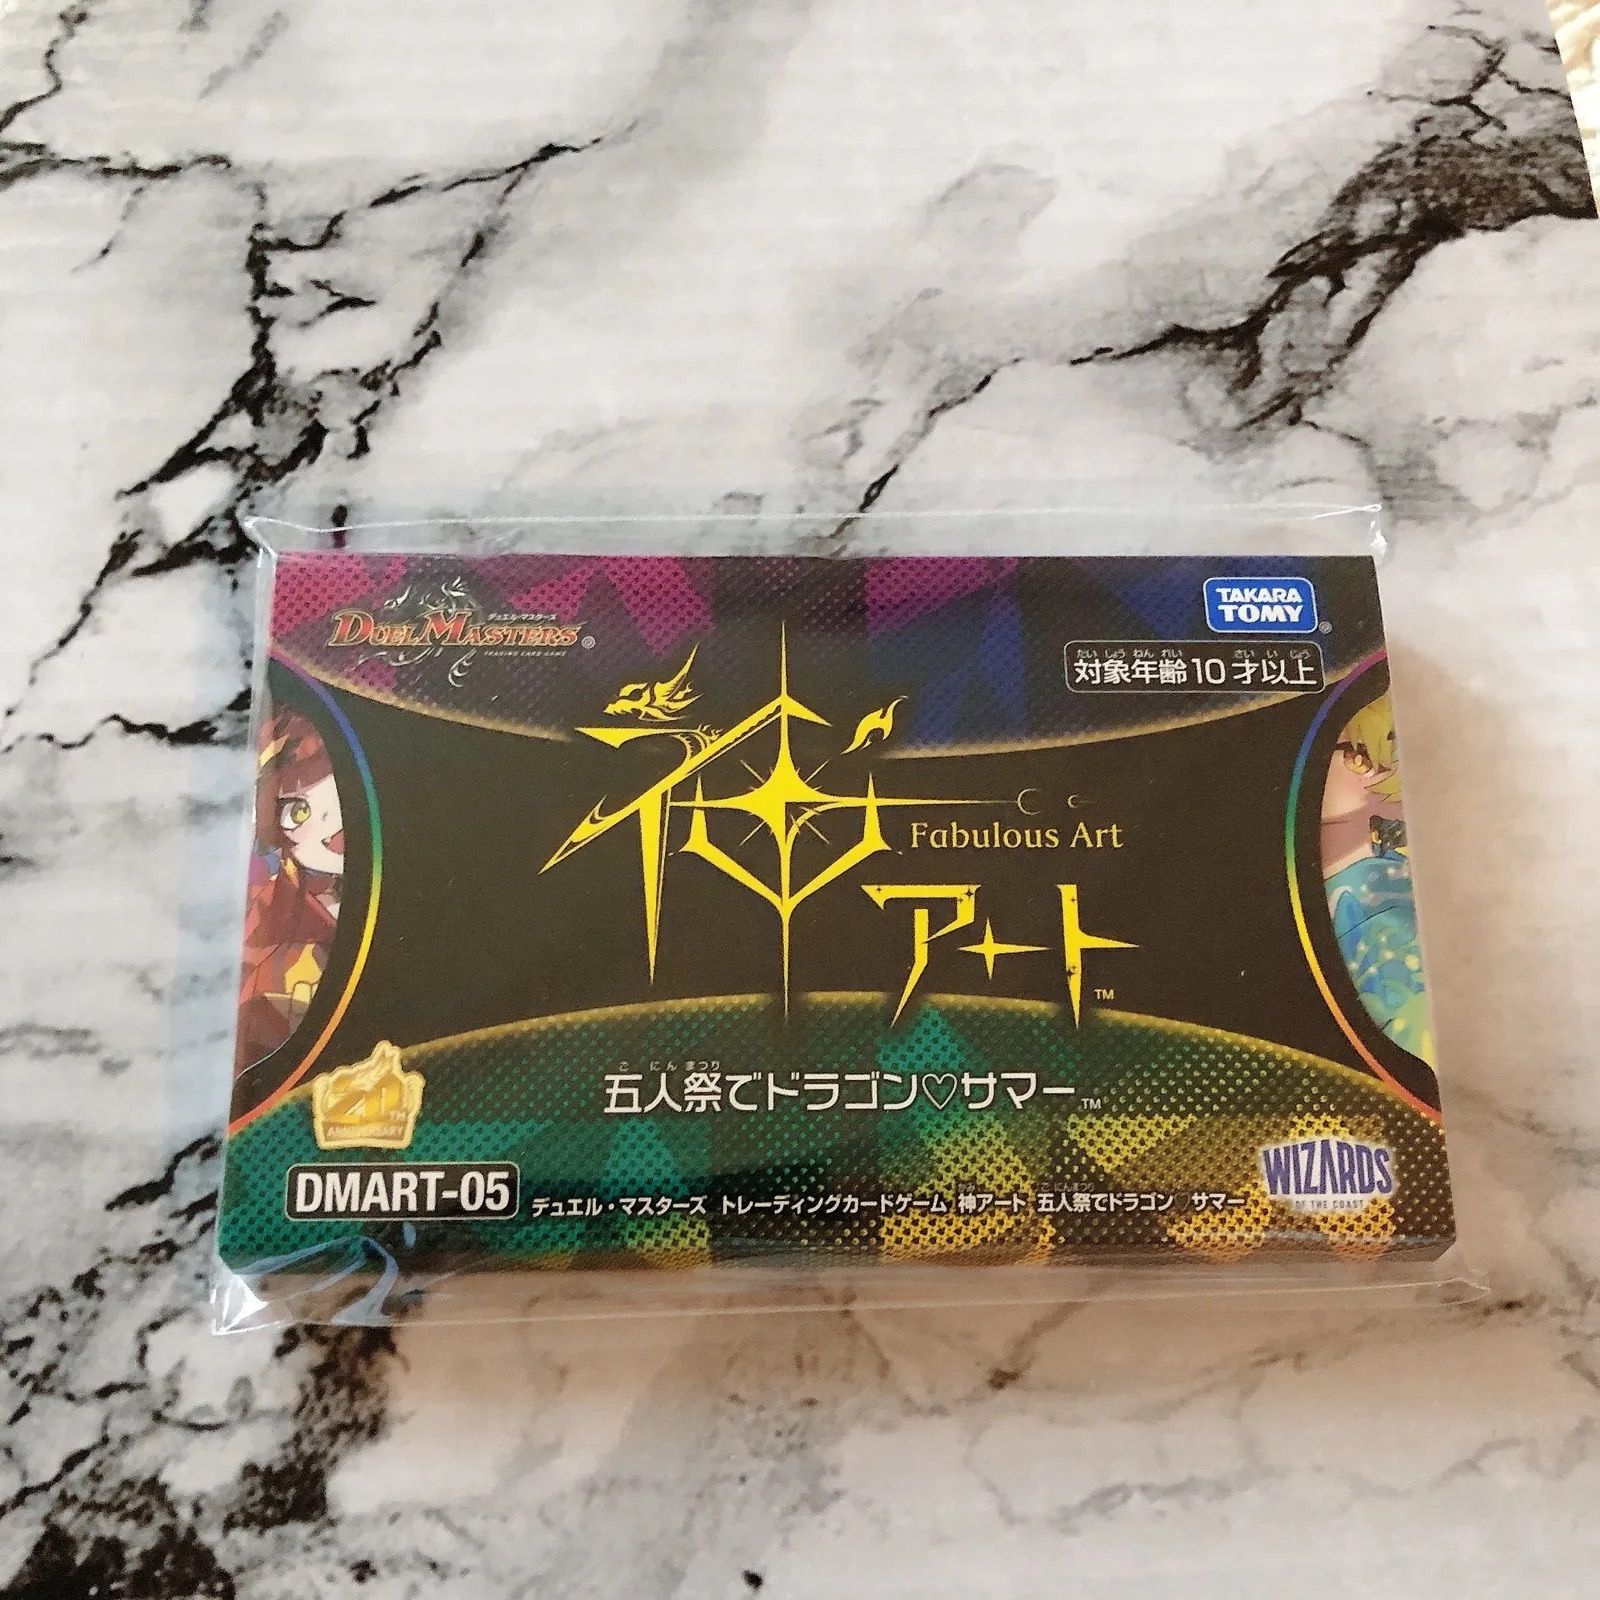 デュエル・マスターズ
DUEL MASTERS®
TRADING CARD GAME
TAKARA
TOMY®
たいしょうねんれい さいいじょう
対象年齢10才以上
神
Fabulous Art
アート™
ごにんまつり
五人祭でドラゴン♡サマー™
20TH
ANNIVERSARY
DMART-05
かみ ごにんまつり
デュエル・マスターズ トレーディングカードゲーム 神アート 五人祭でドラゴン♡サマー
WIZARDS
OF THE COAST